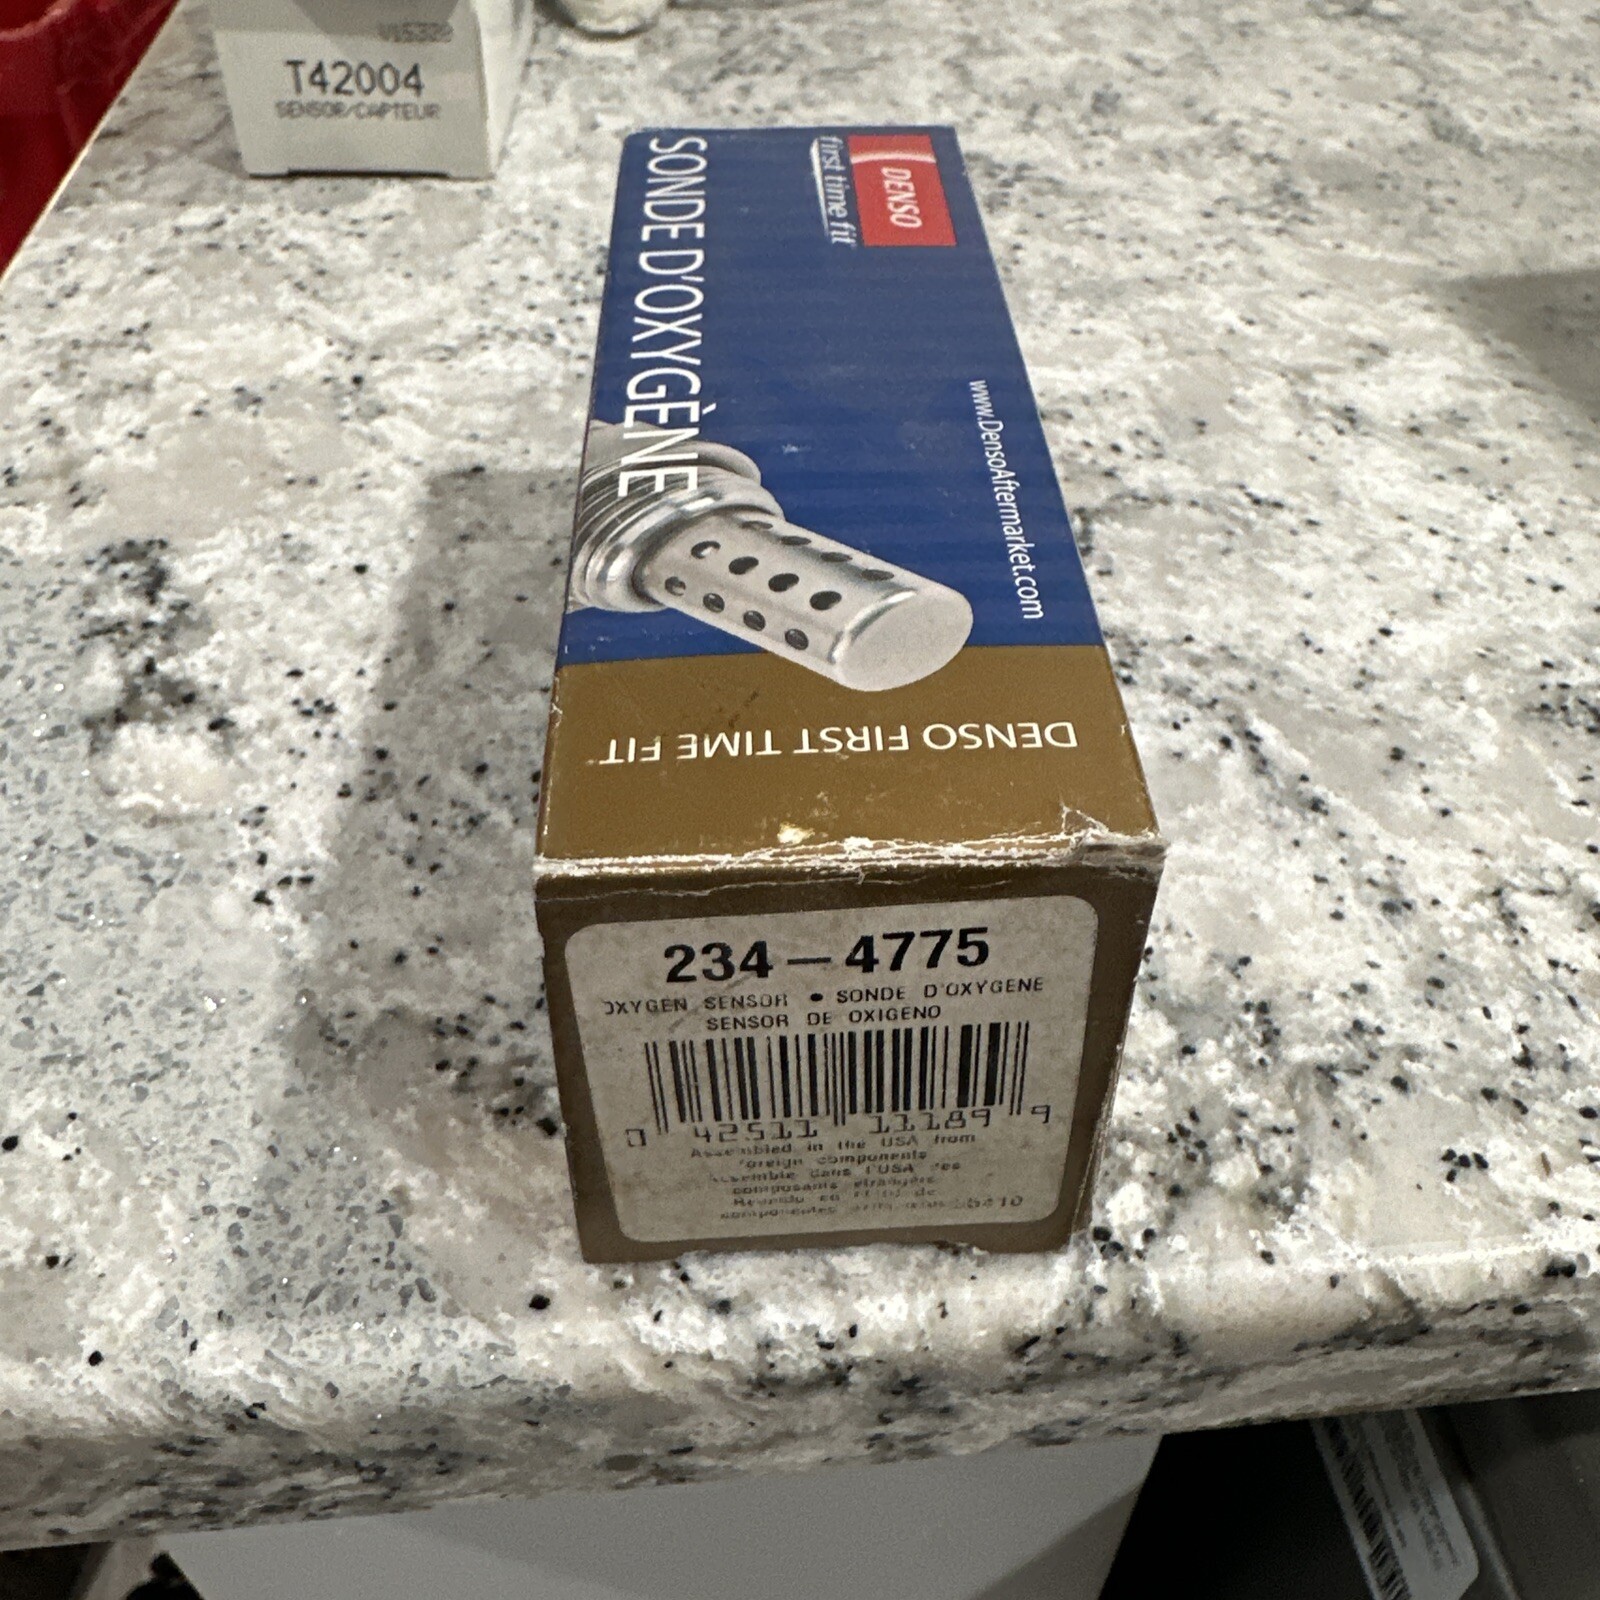 T42004
SENSOR/CAPTEUR
DENSO
first time fit
SONDE D'OXYGÈNE
www.DensoAftermarket.com
DENSO FIRST TIME FIT
234-4775
OXYGEN SENSOR • SONDE D'OXYGENE
SENSOR DE OXIGENO
0 42511 11189 9
Assembled in the USA from
foreign components